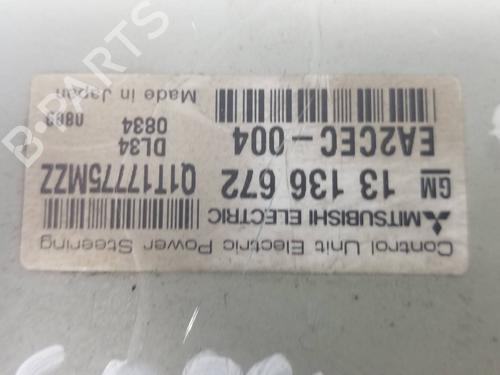 Control Unit Electric Power Steering
MITSUBISHI ELECTRIC
GM 13 136 672
Q1T17775MZZ
EA2CEC-004
DL34
0834
Made in Japan
B-PARTS